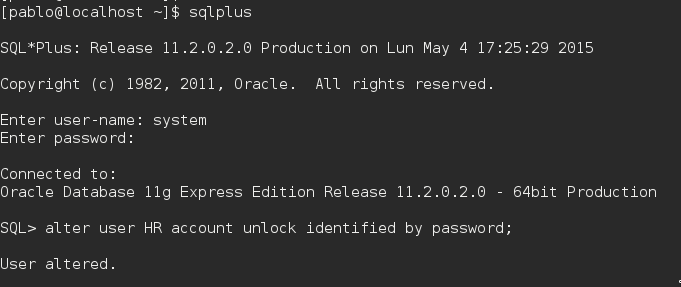 [pablo@localhost ~]$ sqlplus
SQL*Plus: Release 11.2.0.2.0 Production on Lun May 4 17:25:29 2015
Copyright (c) 1982, 2011, Oracle.  All rights reserved.
Enter user-name: system
Enter password:
Connected to:
Oracle Database 11g Express Edition Release 11.2.0.2.0 - 64bit Production
SQL> alter user HR account unlock identified by password;
User altered.